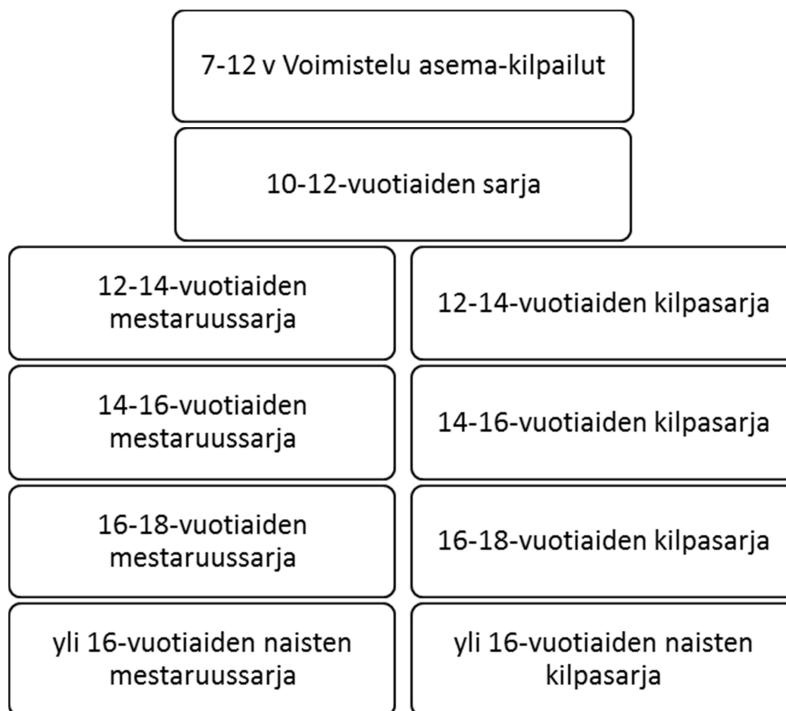 7-12 v Voimistelu asema-kilpailut
10-12-vuotiaiden sarja
12-14-vuotiaiden
mestaruussarja
12-14-vuotiaiden kilpasarja
14-16-vuotiaiden
mestaruussarja
14-16-vuotiaiden kilpasarja
16-18-vuotiaiden
mestaruussarja
16-18-vuotiaiden kilpasarja
yli 16-vuotiaiden naisten
mestaruussarja
yli 16-vuotiaiden naisten
kilpasarja